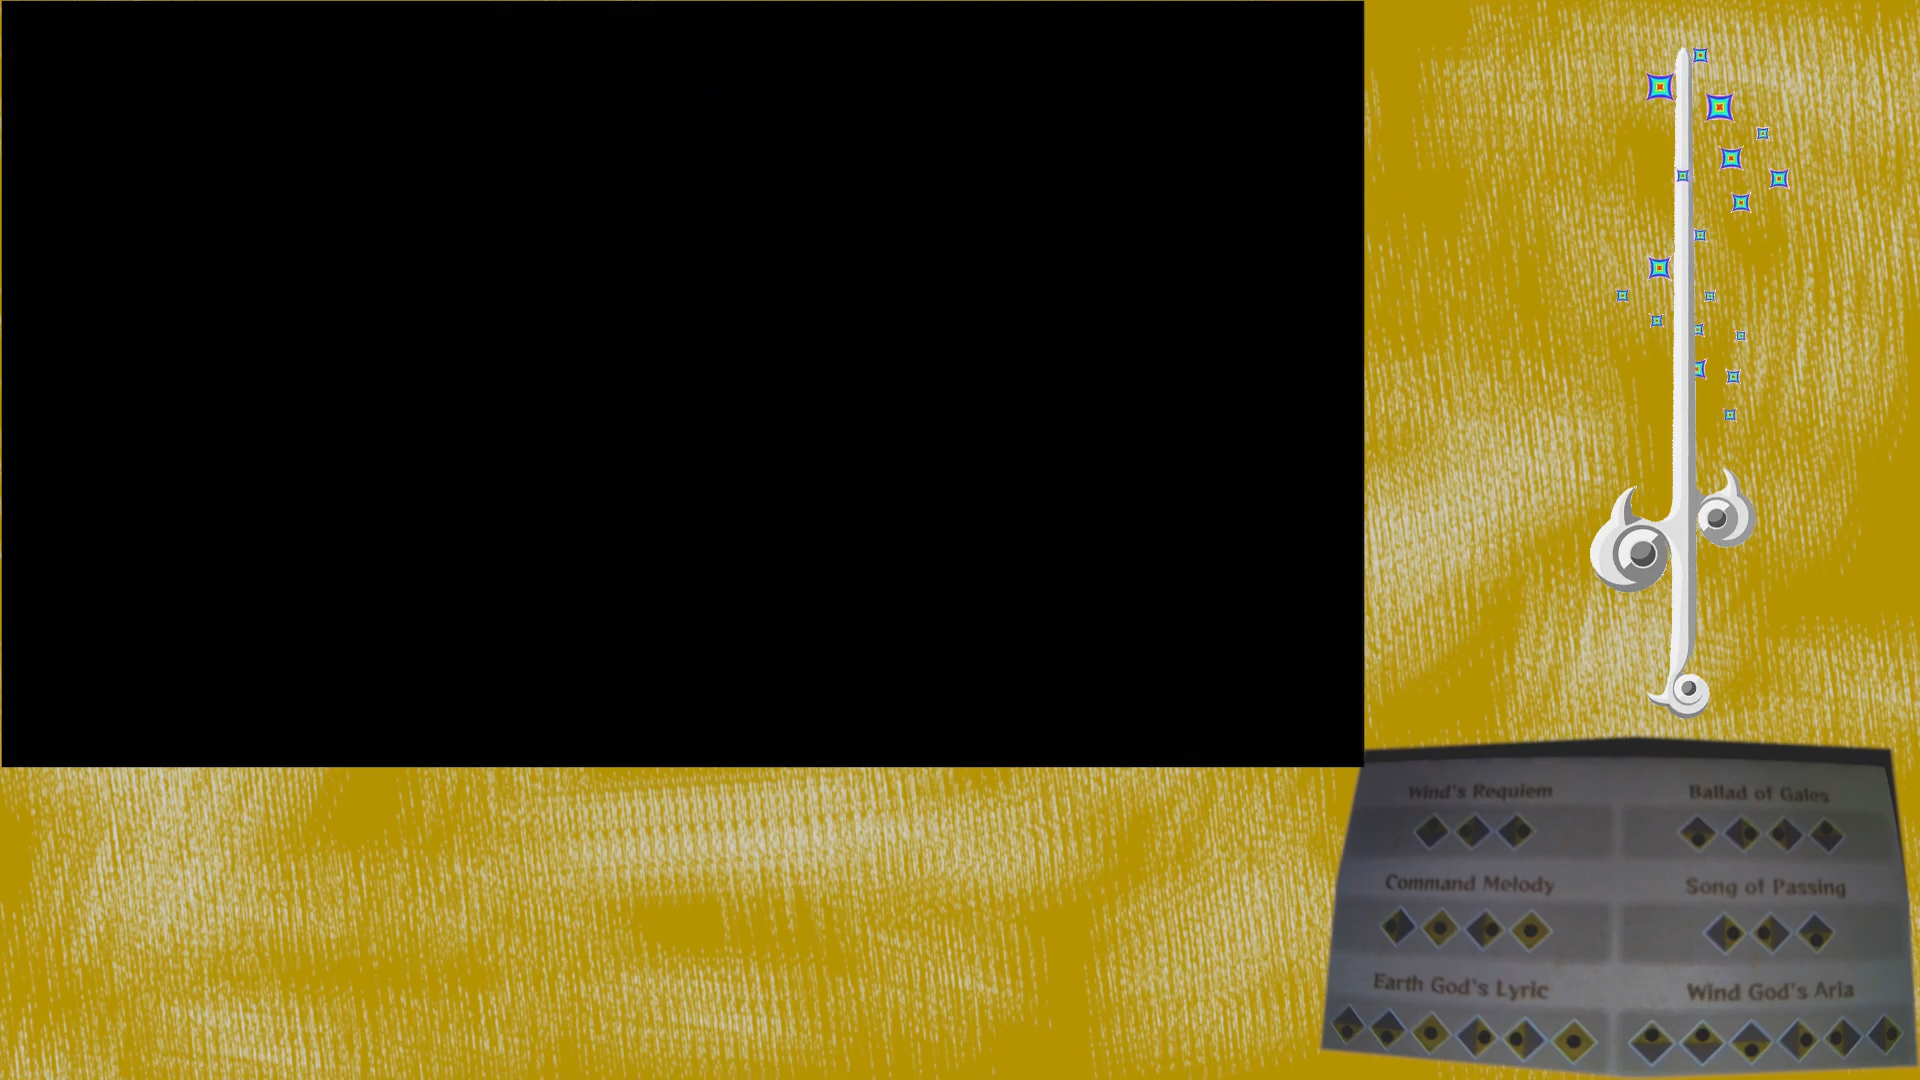 Wind's Requiem
Ballad of Gales
Command Melody
Song of Passing
Earth God's Lyric
Wind God's Aria